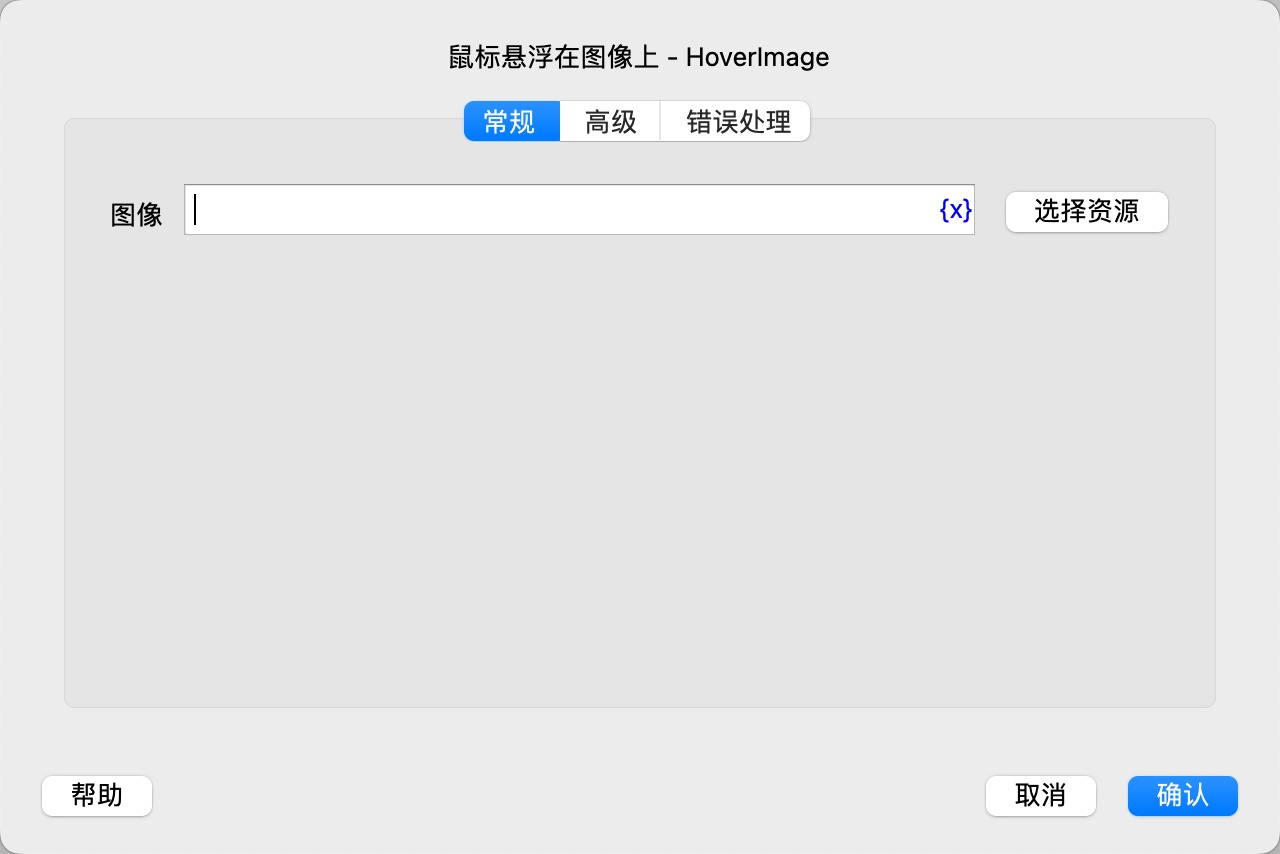 鼠标悬浮在图像上 - HoverImage
常规 高级 错误处理
图像 {x} 选择资源
帮助 取消 确认